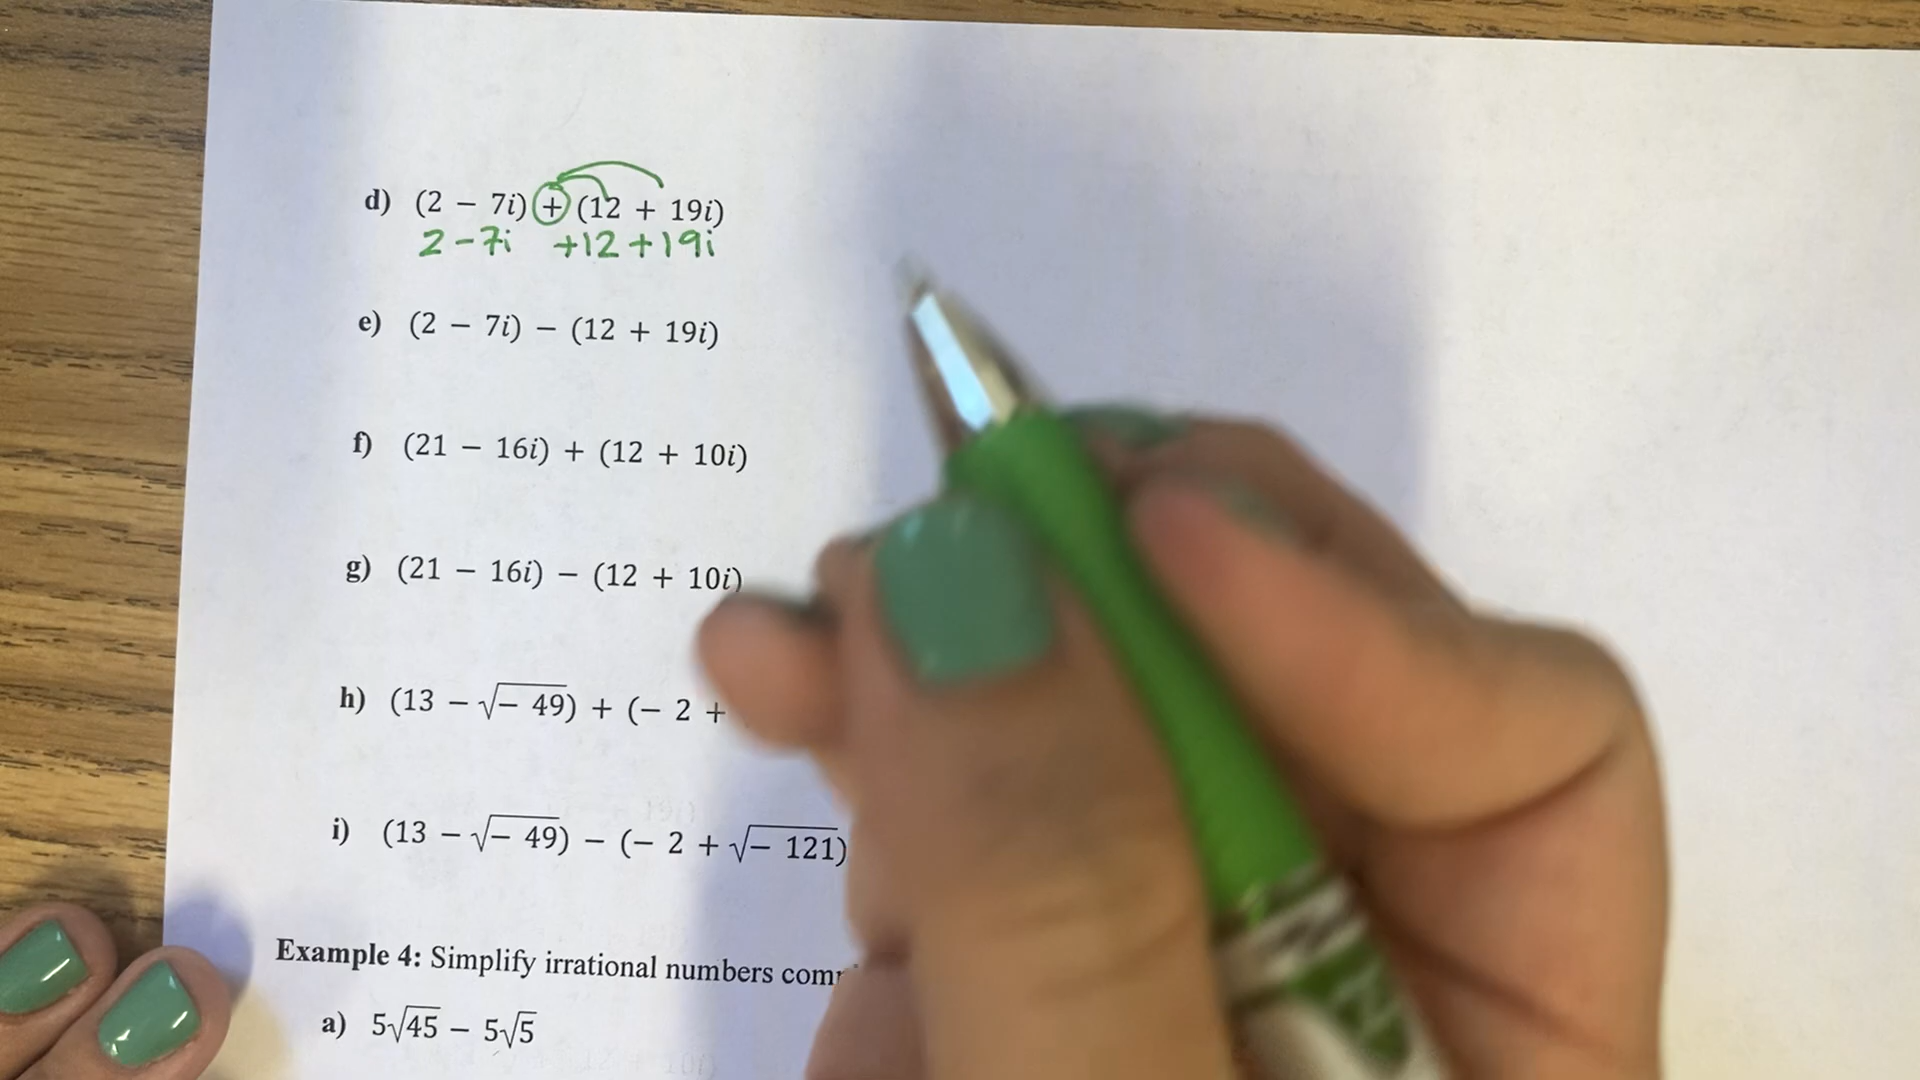 d) (2 − 7i) + (12 + 19i)
2 - 7i +12 + 19i
e) (2 − 7i) − (12 + 19i)
f) (21 − 16i) + (12 + 10i)
g) (21 − 16i) − (12 + 10i)
h) (13 − √− 49) + (− 2 +
i) (13 − √− 49) − (− 2 + √− 121)
Example 4: Simplify irrational numbers
a) 5√45 − 5√5